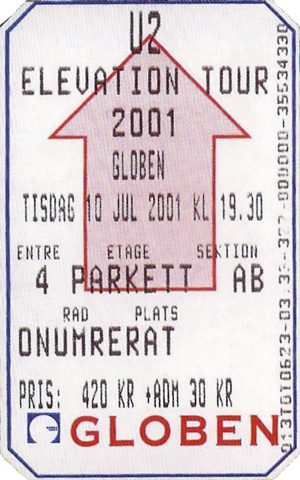 U2
ELEVATION TOUR
2001
GLOBEN
TISDAG 10 JUL 2001 KL 19.30
ENTRE ETAGE SEKTION
4 PARKETT AB
RAD PLATS
ONUMRERAT
PRIS: 420 KR +ADM 30 KR
GLOBEN